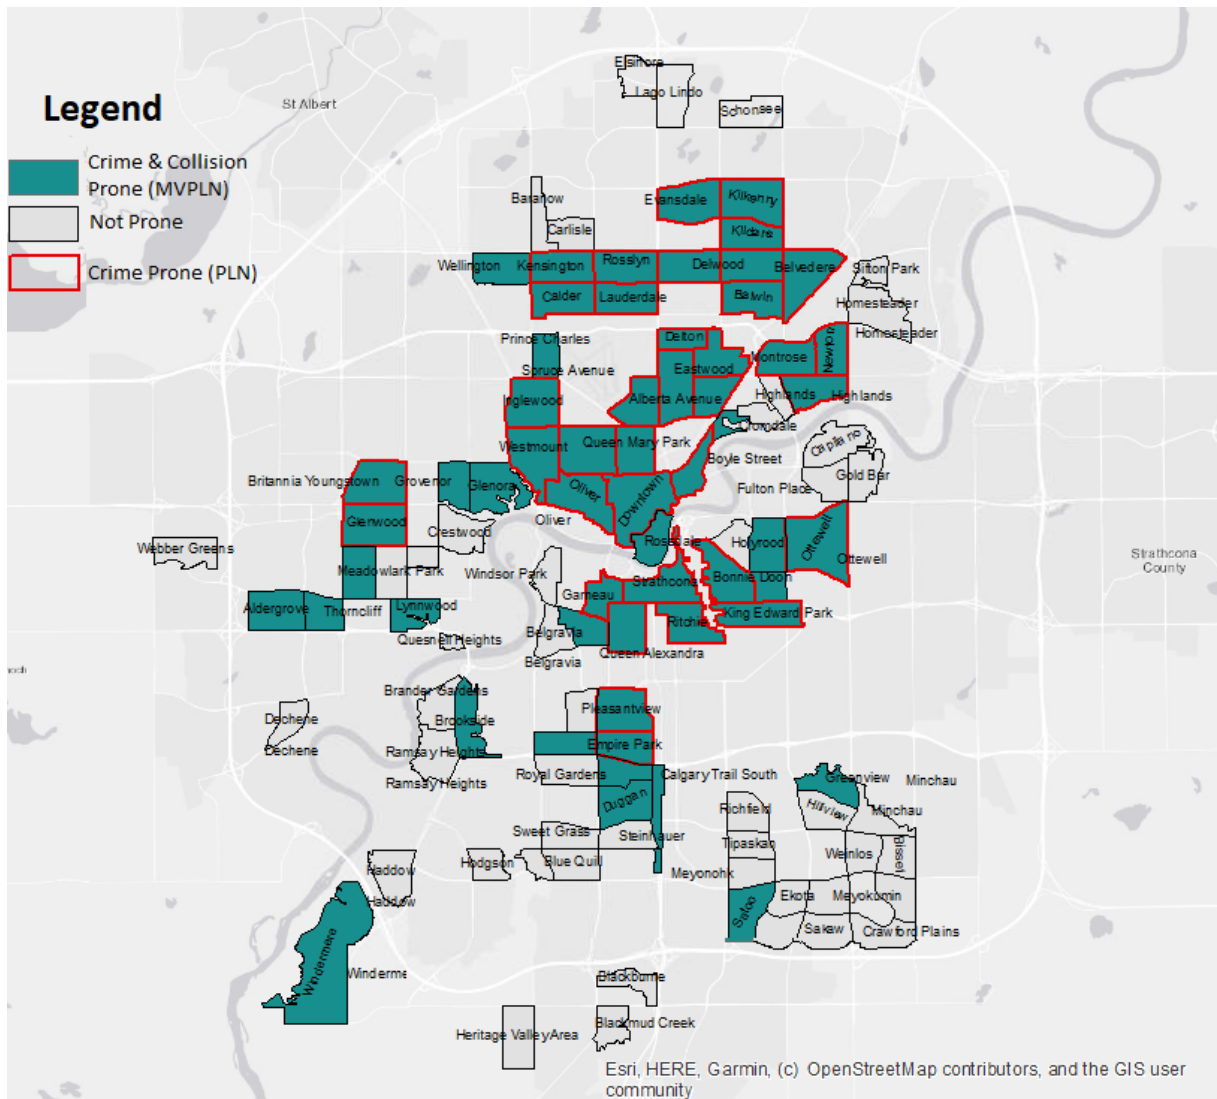 Legend
Crime & Collision
Prone (MVPLN)
Not Prone
Crime Prone (PLN)
St Albert
Elsinore
Lago Lindo
Schonsee
Baranow
Carlisle
Evansdale
Kilkenny
Kildare
Wellington
Kensington
Rosslyn
Delwood
Belvedere
Sifton Park
Calder
Lauderdale
Balwin
Homesteader
Homesteader
Prince Charles
Spruce Avenue
Delton
Eastwood
Montrose
Newton
Inglewood
Alberta Avenue
Highlands
Highlands
Westmount
Queen Mary Park
Cromdale
Capilano
Boyle Street
Britannia Youngstown
Grovenor
Glenora
Oliver
Downtown
Fulton Place
Gold Bar
Glenwood
Crestwood
Oliver
Rossdale
Holyrood
Ottewell
Ottewell
Webber Greens
Strathcona
County
Meadowlark Park
Windsor Park
Garneau
Strathcona
Bonnie Doon
Aldergrove
Thorncliff
Lynnwood
King Edward Park
Ritchie
Quesnell Heights
Belgravia
Belgravia
Queen Alexandra
Brander Gardens
Pleasantview
Dechene
Brookside
Dechene
Ramsay Heights
Empire Park
Ramsay Heights
Royal Gardens
Calgary Trail South
Greenview
Minchau
Duggan
Richfield
Hillview
Minchau
Sweet Grass
Steinhauer
Tipaskan
Weinlos
Bisset
Haddow
Hodgson
Blue Quill
Meyonohk
Haddow
Satoo
Ekota
Meyokumin
Sakaw
Crawford Plains
Windermere
Winderme
Blackburne
Heritage Valley Area
Blackmud Creek
Esri, HERE, Garmin, (c) OpenStreetMap contributors, and the GIS user
community